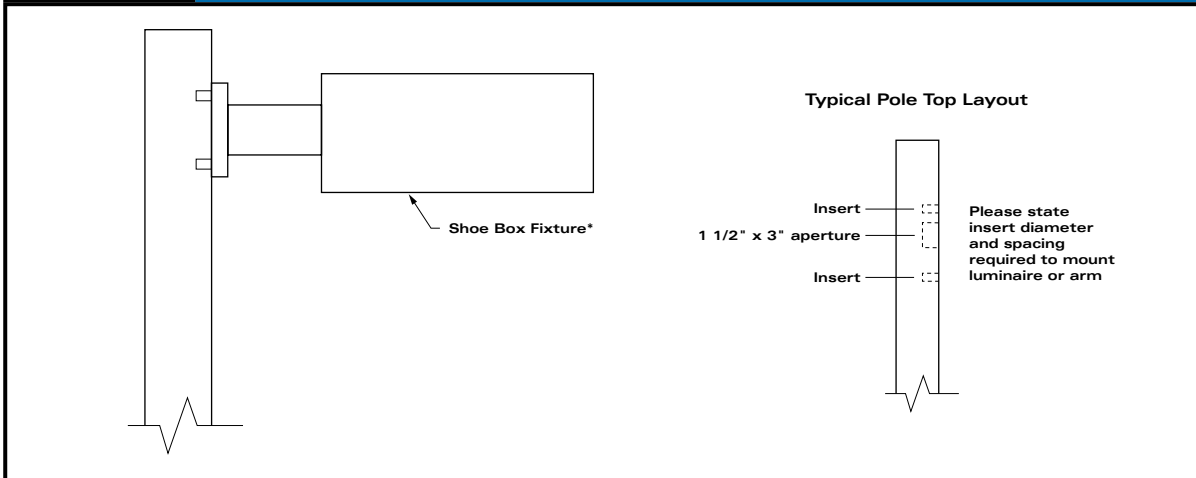 Typical Pole Top Layout
Shoe Box Fixture*
Insert
1 1/2" x 3" aperture
Insert
Please state
insert diameter
and spacing
required to mount
luminaire or arm